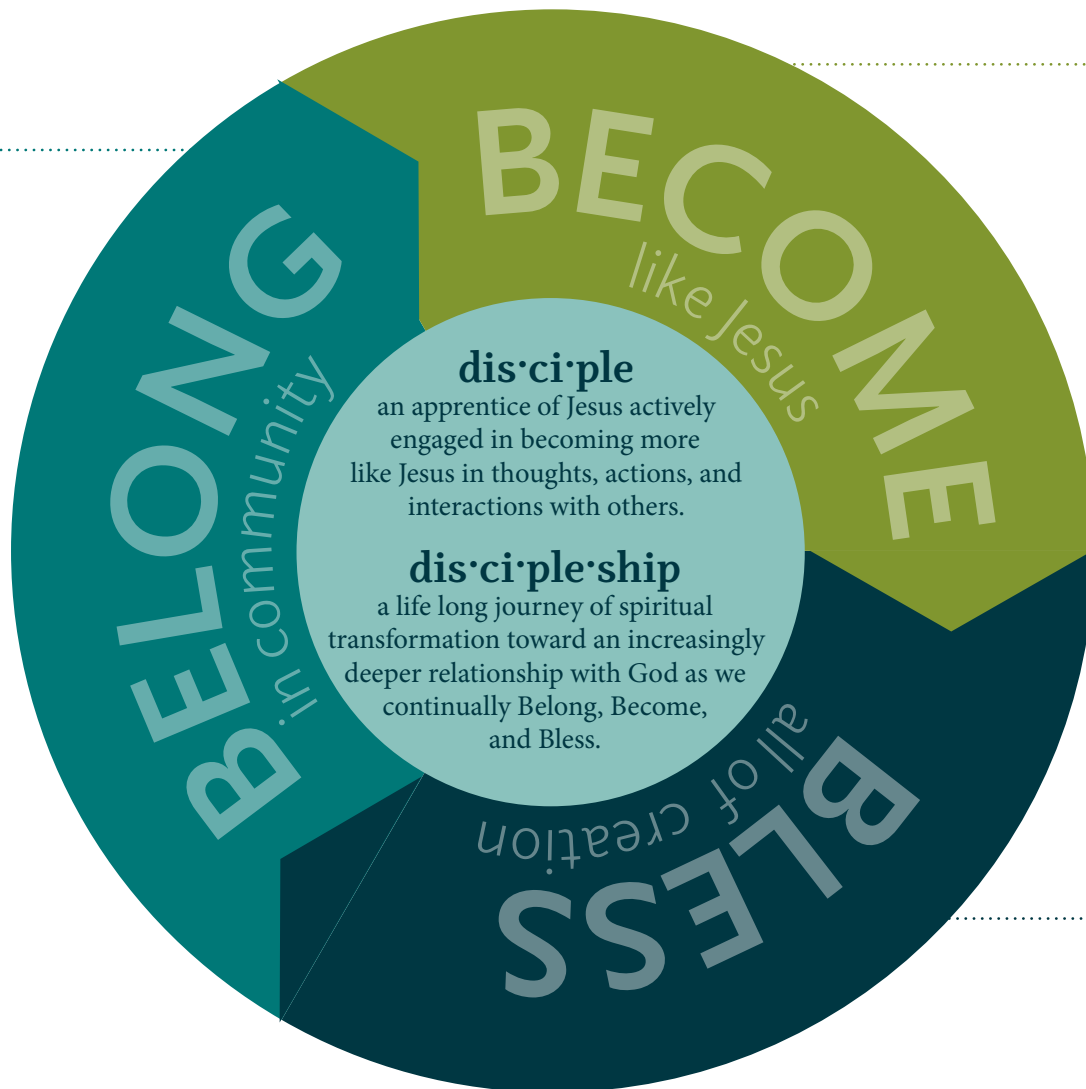 BELONG
in community
BECOME
like Jesus
BLESS
all of creation
dis·ci·ple
an apprentice of Jesus actively
engaged in becoming more
like Jesus in thoughts, actions, and
interactions with others.
dis·ci·ple·ship
a life long journey of spiritual
transformation toward an increasingly
deeper relationship with God as we
continually Belong, Become,
and Bless.